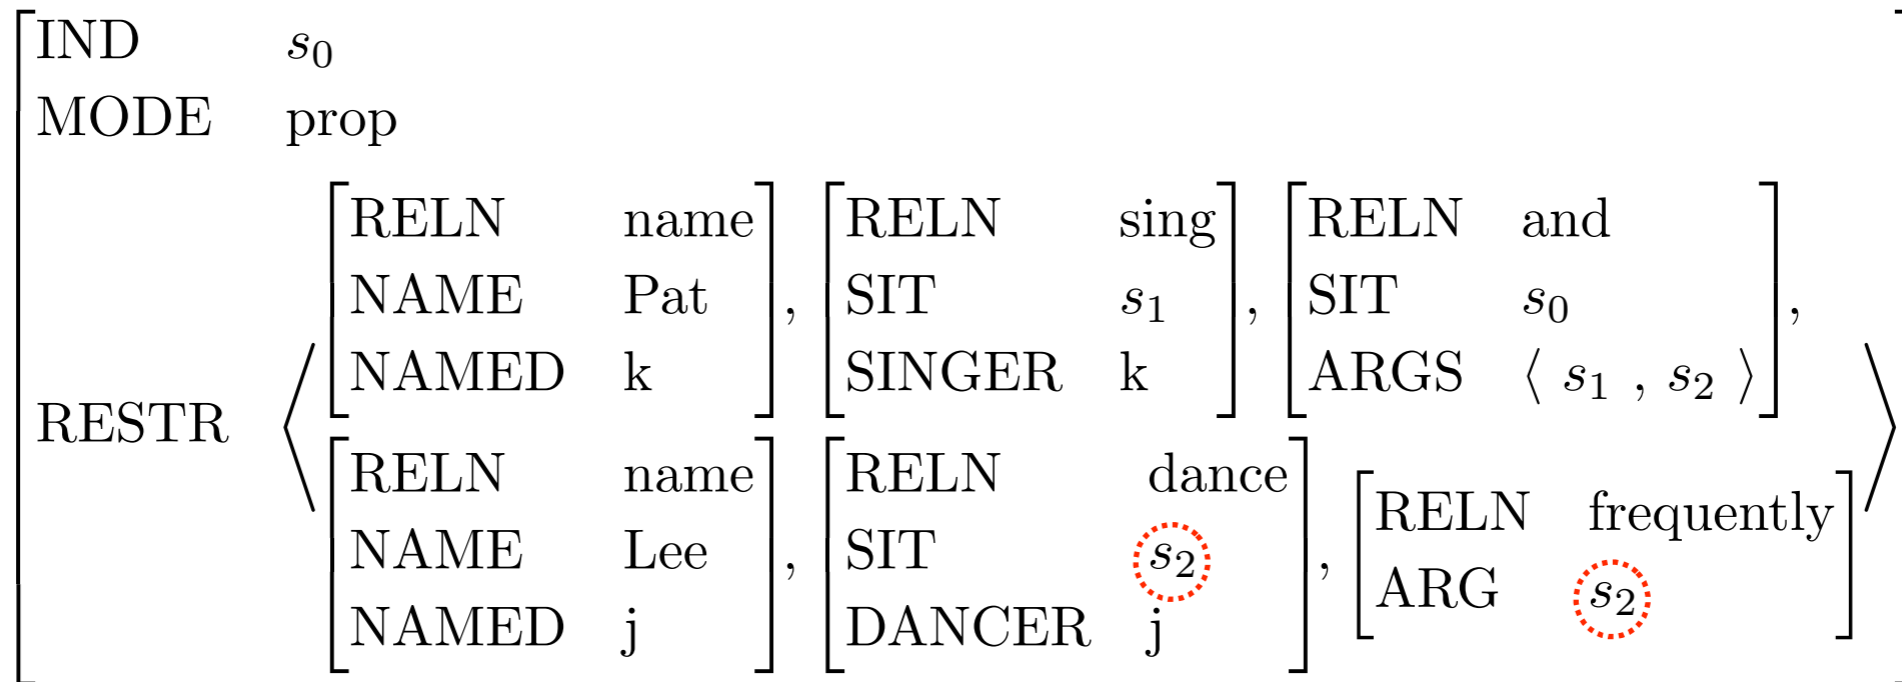 IND s₀
MODE prop
RELN name RELN sing RELN and
NAME Pat , SIT s₁ , SIT s₀ ,
NAMED k SINGER k ARGS ⟨ s₁ , s₂ ⟩
RESTR
RELN name RELN dance RELN frequently
NAME Lee , SIT s₂ , ARG s₂
NAMED j DANCER j